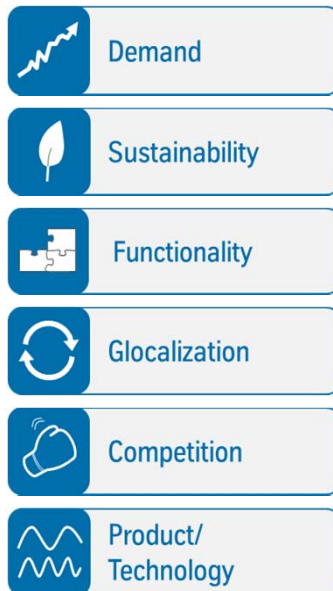 Demand
Sustainability
Functionality
Glocalization
Competition
Product/
Technology